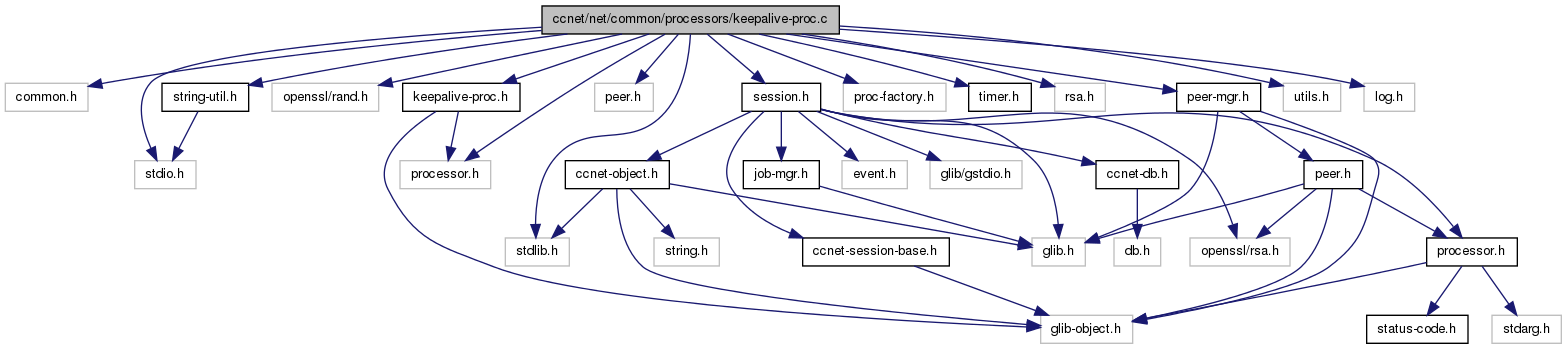 ccnet/net/common/processors/keepalive-proc.c
common.h
string-util.h
openssl/rand.h
keepalive-proc.h
peer.h
session.h
proc-factory.h
timer.h
rsa.h
peer-mgr.h
utils.h
log.h
stdio.h
processor.h
ccnet-object.h
job-mgr.h
event.h
glib/gstdio.h
ccnet-db.h
peer.h
stdlib.h
string.h
ccnet-session-base.h
glib.h
db.h
openssl/rsa.h
processor.h
glib-object.h
status-code.h
stdarg.h